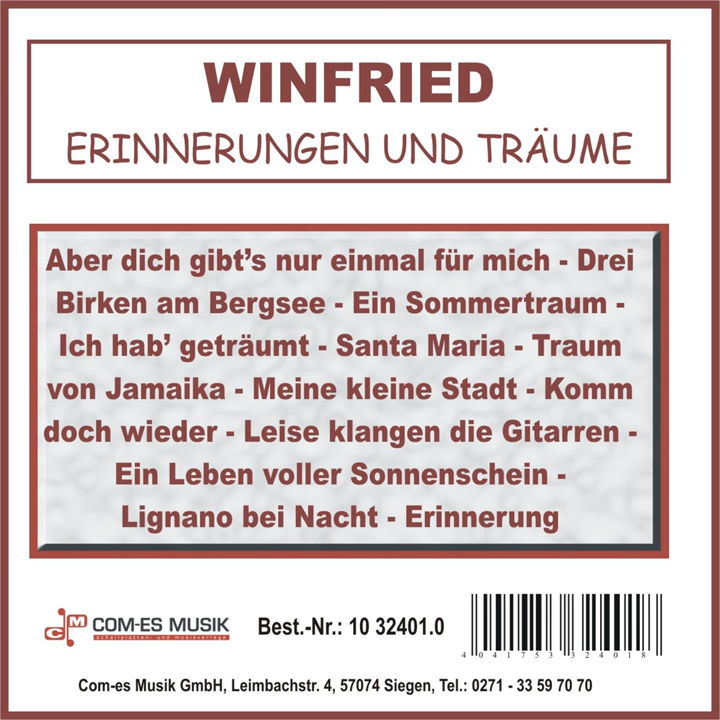 WINFRIED
ERINNERUNGEN UND TRÄUME
Aber dich gibt's nur einmal für mich - Drei
Birken am Bergsee - Ein Sommertraum -
Ich hab' geträumt - Santa Maria - Traum
von Jamaika - Meine kleine Stadt - Komm
doch wieder - Leise klangen die Gitarren -
Ein Leben voller Sonnenschein -
Lignano bei Nacht - Erinnerung
CM COM-ES MUSIK
schallplatten- und musikverlage
Best.-Nr.: 10 32401.0
4 041753 324018
Com-es Musik GmbH, Leimbachstr. 4, 57074 Siegen, Tel.: 0271 - 33 59 70 70